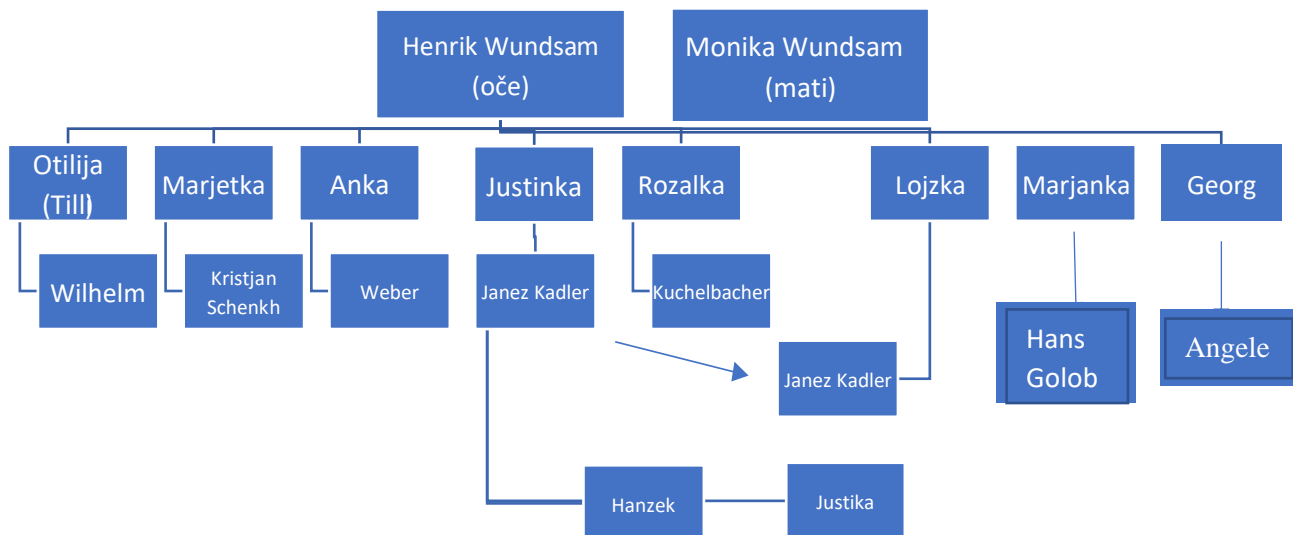 Henrik Wundsam
(oče)
Monika Wundsam
(mati)
Otilija
(Tilli)
Marjetka
Anka
Justinka
Rozalka
Lojzka
Marjanka
Georg
Wilhelm
Kristjan
Schenkh
Weber
Janez Kadler
Kuchelbacher
Hans
Golob
Angele
Janez Kadler
Hanzek
Justika